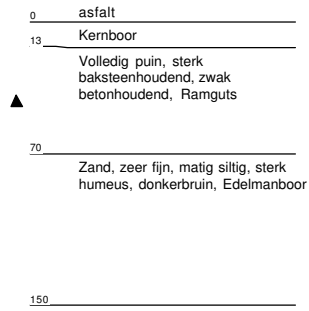 0 asfalt
13 Kernboor
Volledig puin, sterk
baksteenhoudend, zwak
betonhoudend, Ramguts
70
Zand, zeer fijn, matig siltig, sterk
humeus, donkerbruin, Edelmanboor
150